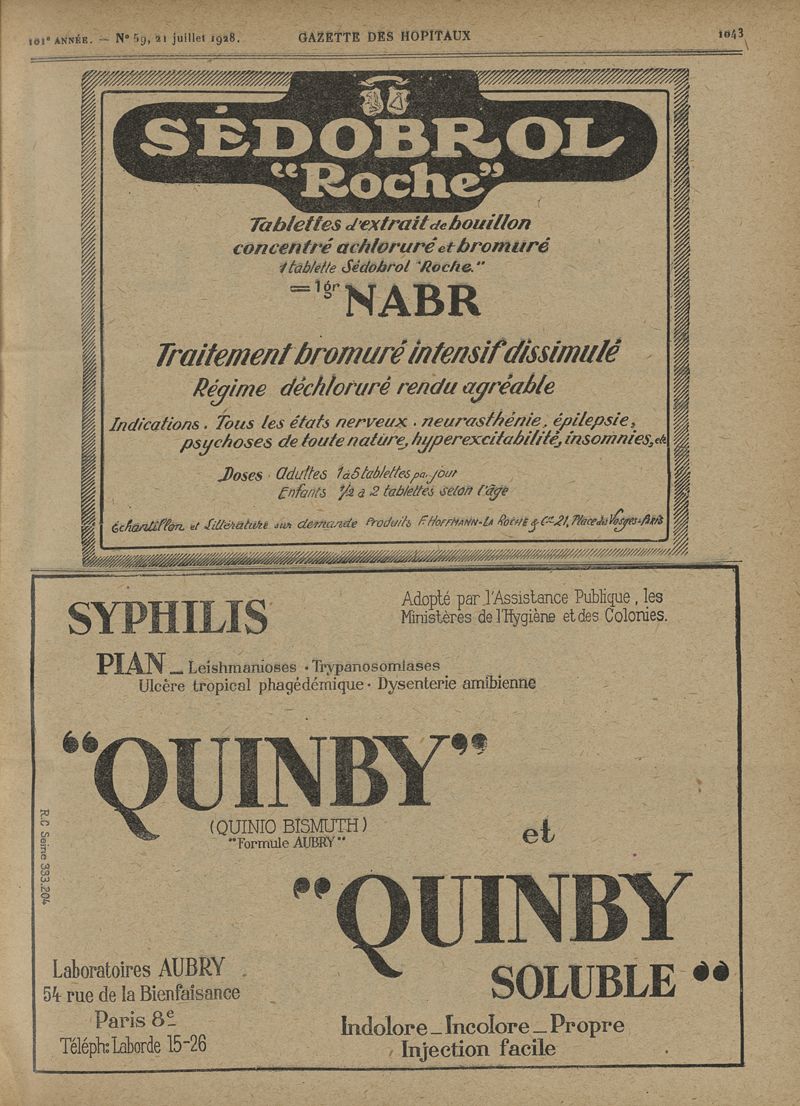 101e ANNÉE. — N° 59, 21 juillet 1928.
GAZETTE DES HOPITAUX
1043
SÉDOBROL
"Roche"
Tablettes d'extrait de bouillon
concentré achloruré et bromuré
1 tablette Sédobrol "Roche."
= 1gr NABR
Traitement bromuré intensif dissimulé
Régime déchloruré rendu agréable
Indications. Tous les états nerveux. neurasthénie, épilepsie,
psychoses de toute nature, hyperexcitabilité, insomnies, etc.
Doses. Adultes 1 à 5 tablettes par jour
Enfants 1/2 à 2 tablettes selon l'âge
Echantillon et Littérature sur demande Produits F. HOFFMANN-LA ROCHE & Cie 21, Place des Vosges-Paris
SYPHILIS
Adopté par l'Assistance Publique, les
Ministères de l'Hygiène et des Colonies.
PIAN — Leishmanioses • Trypanosomiases
Ulcère tropical phagédémique • Dysenterie amibienne
"QUINBY"
(QUINIO BISMUTH)
"Formule AUBRY"
et
"QUINBY
SOLUBLE"
R.C Seine 333.204
Laboratoires AUBRY
54 rue de la Bienfaisance
Paris 8e
Téléph: Laborde 15-26
Indolore — Incolore — Propre
Injection facile